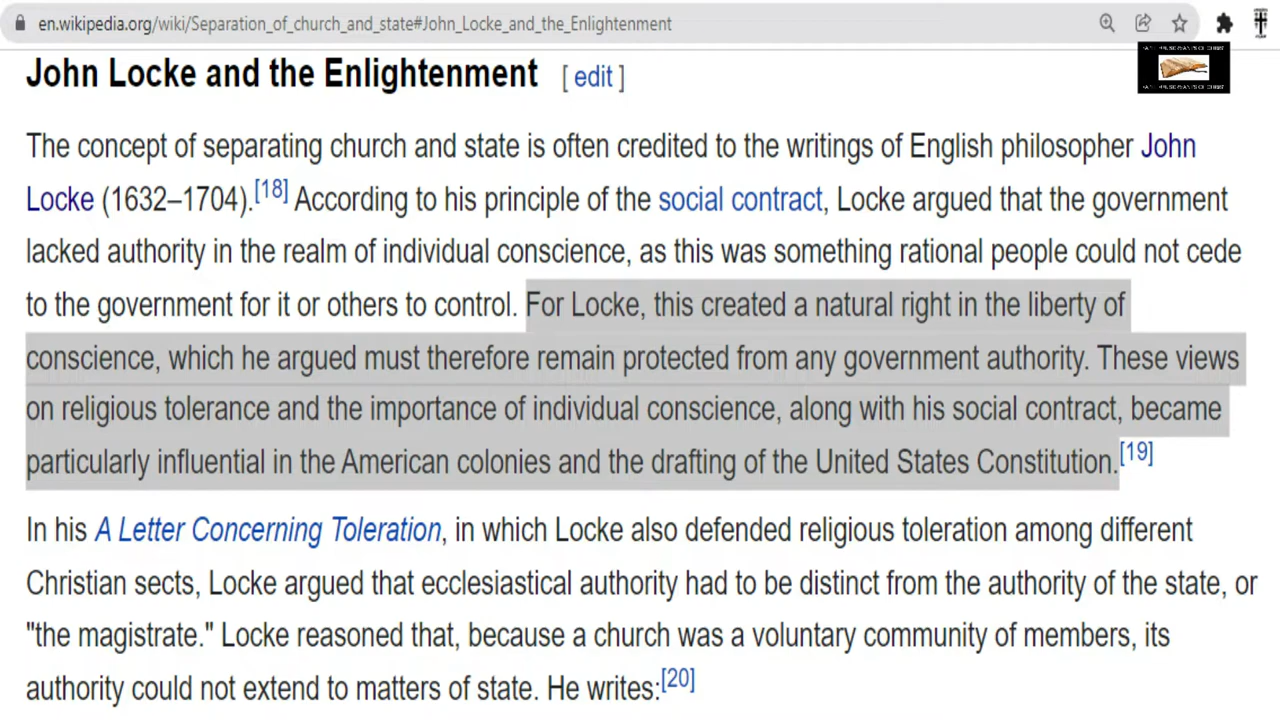 en.wikipedia.org/wiki/Separation_of_church_and_state#John_Locke_and_the_Enlightenment
John Locke and the Enlightenment [ edit ]
The concept of separating church and state is often credited to the writings of English philosopher John
Locke (1632–1704).[18] According to his principle of the social contract, Locke argued that the government
lacked authority in the realm of individual conscience, as this was something rational people could not cede
to the government for it or others to control. For Locke, this created a natural right in the liberty of
conscience, which he argued must therefore remain protected from any government authority. These views
on religious tolerance and the importance of individual conscience, along with his social contract, became
particularly influential in the American colonies and the drafting of the United States Constitution.[19]
In his A Letter Concerning Toleration, in which Locke also defended religious toleration among different
Christian sects, Locke argued that ecclesiastical authority had to be distinct from the authority of the state, or
"the magistrate." Locke reasoned that, because a church was a voluntary community of members, its
authority could not extend to matters of state. He writes:[20]